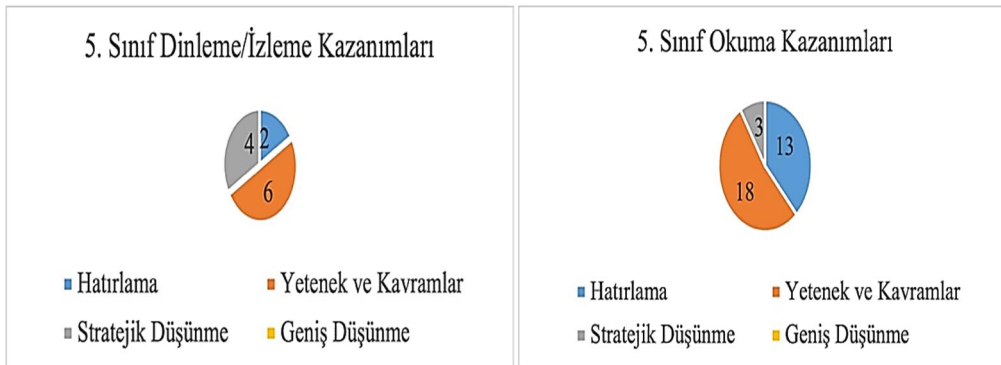 5. Sınıf Dinleme/İzleme Kazanımları
4
2
6
Hatırlama
Yetenek ve Kavramlar
Stratejik Düşünme
Geniş Düşünme
5. Sınıf Okuma Kazanımları
3
13
18
Hatırlama
Yetenek ve Kavramlar
Stratejik Düşünme
Geniş Düşünme